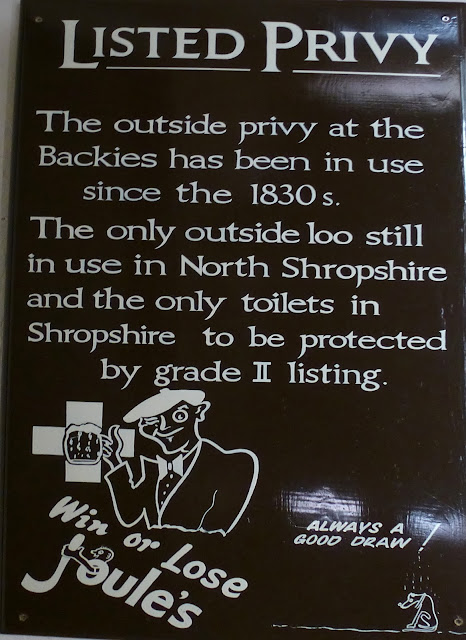 LISTED PRIVY
The outside privy at the
Backies has been in use
since the 1830s.
The only outside loo still
in use in North Shropshire
and the only toilets in
Shropshire to be protected
by grade II listing.
Win or Lose
Joule's
ALWAYS A
GOOD DRAW!